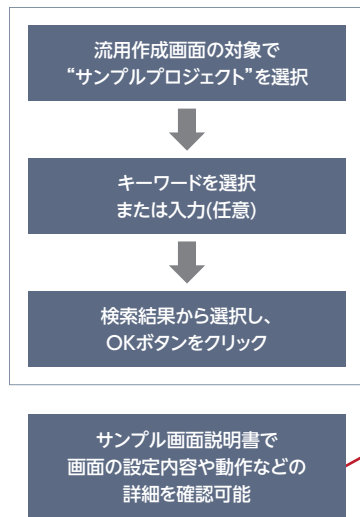 流用作成画面の対象で
“サンプルプロジェクト”を選択
キーワードを選択
または入力(任意)
検索結果から選択し、
OKボタンをクリック
サンプル画面説明書で
画面の設定内容や動作などの
詳細を確認可能